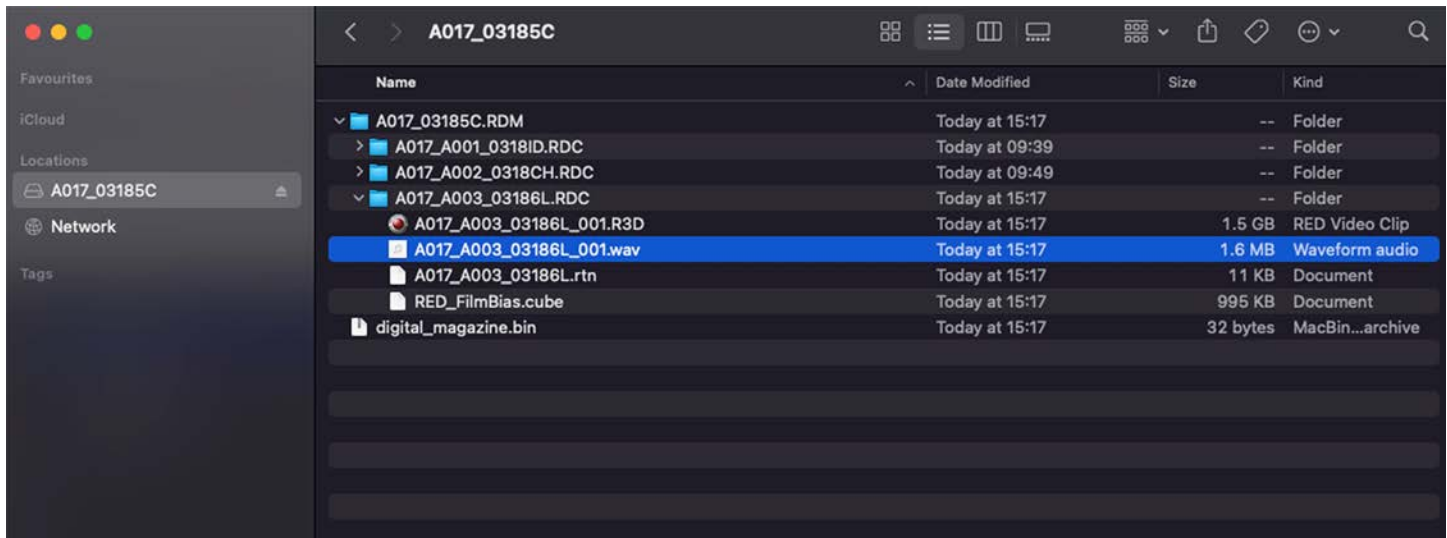 A017_03185C
Favourites
iCloud
Locations
A017_03185C
Network
Tags
Name Date Modified Size Kind
A017_03185C.RDM Today at 15:17 -- Folder
A017_A001_0318ID.RDC Today at 09:39 -- Folder
A017_A002_0318CH.RDC Today at 09:49 -- Folder
A017_A003_03186L.RDC Today at 15:17 -- Folder
A017_A003_03186L_001.R3D Today at 15:17 1.5 GB RED Video Clip
A017_A003_03186L_001.wav Today at 15:17 1.6 MB Waveform audio
A017_A003_03186L.rtn Today at 15:17 11 KB Document
RED_FilmBias.cube Today at 15:17 995 KB Document
digital_magazine.bin Today at 15:17 32 bytes MacBin...archive